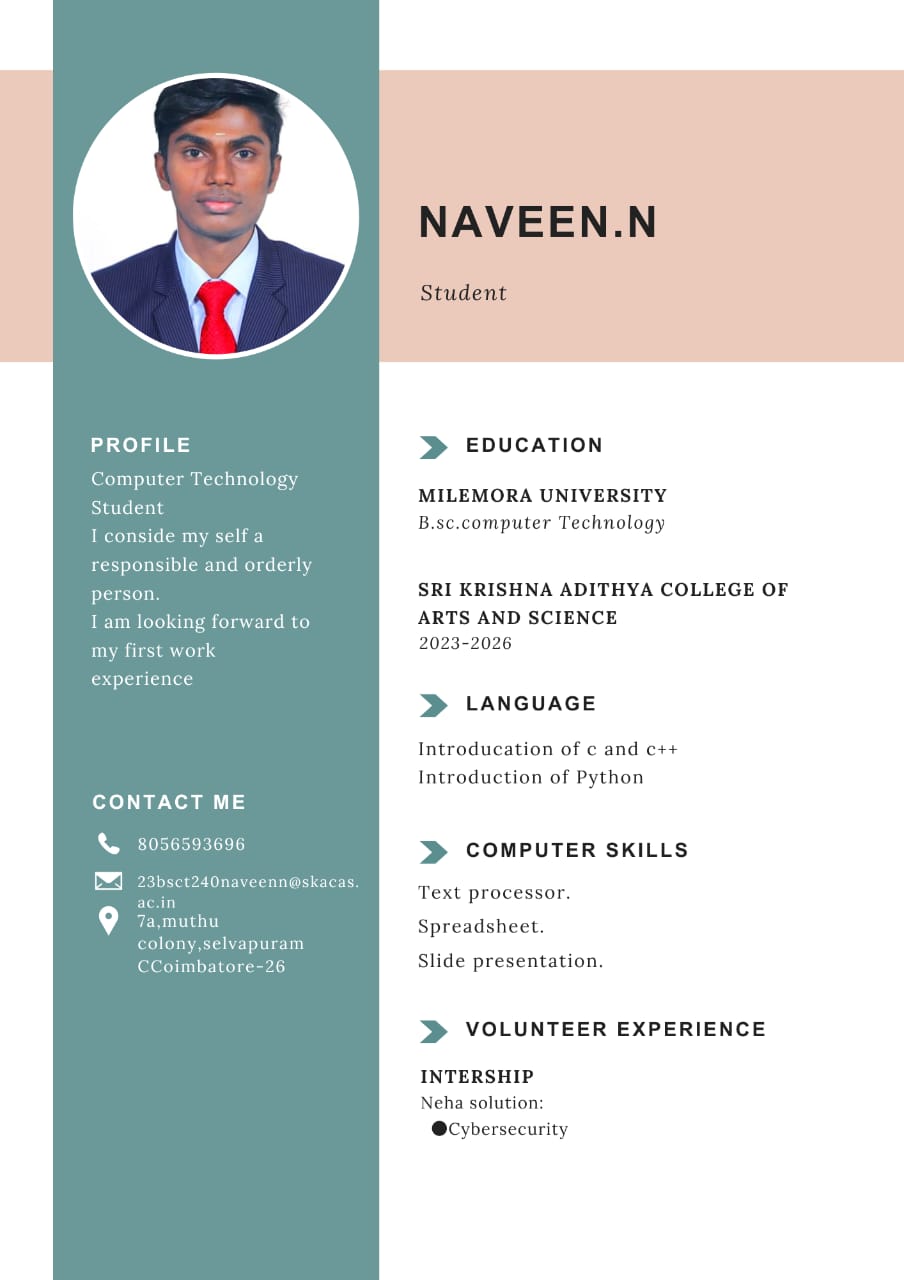 NAVEEN.N
Student
PROFILE
Computer Technology
Student
I conside my self a
responsible and orderly
person.
I am looking forward to
my first work
experience
CONTACT ME
8056593696
23bsct240naveenn@skacas.
ac.in
7a,muthu
colony,selvapuram
CCoimbatore-26
EDUCATION
MILEMORA UNIVERSITY
B.sc.computer Technology
SRI KRISHNA ADITHYA COLLEGE OF
ARTS AND SCIENCE
2023-2026
LANGUAGE
Introducation of c and c++
Introduction of Python
COMPUTER SKILLS
Text processor.
Spreadsheet.
Slide presentation.
VOLUNTEER EXPERIENCE
INTERSHIP
Neha solution:
●Cybersecurity